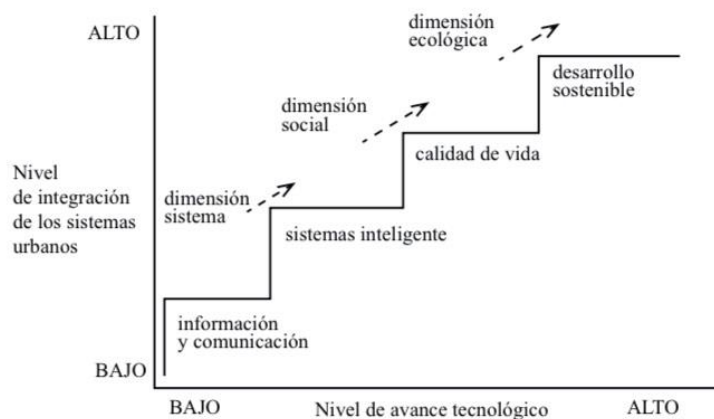 ALTO
dimensión
ecológica
desarrollo
sostenible
dimensión
social
calidad de vida
Nivel
de integración
de los sistemas
urbanos
dimensión
sistema
sistemas inteligente
información
y comunicación
BAJO
BAJO
Nivel de avance tecnológico
ALTO